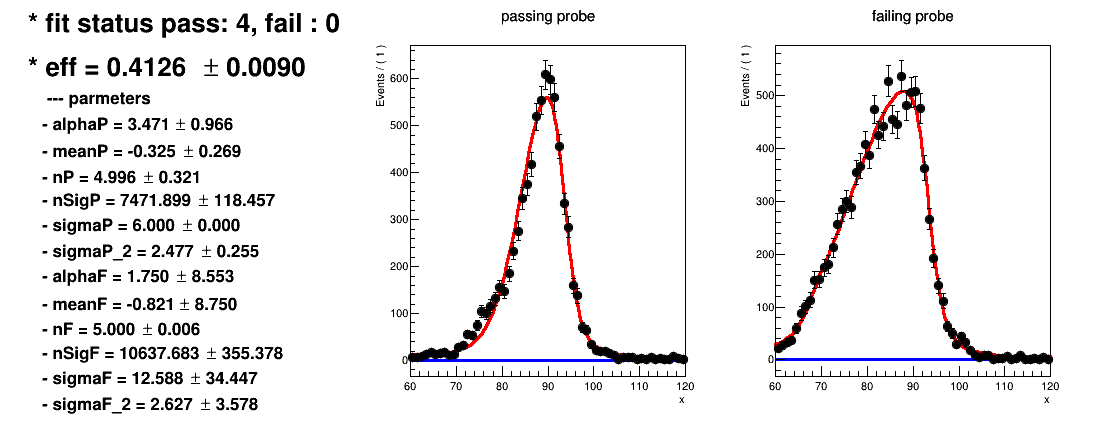 * fit status pass: 4, fail : 0
* eff = 0.4126 ± 0.0090
--- parmeters
- alphaP = 3.471 ± 0.966
- meanP = -0.325 ± 0.269
- nP = 4.996 ± 0.321
- nSigP = 7471.899 ± 118.457
- sigmaP = 6.000 ± 0.000
- sigmaP_2 = 2.477 ± 0.255
- alphaF = 1.750 ± 8.553
- meanF = -0.821 ± 8.750
- nF = 5.000 ± 0.006
- nSigF = 10637.683 ± 355.378
- sigmaF = 12.588 ± 34.447
- sigmaF_2 = 2.627 ± 3.578
passing probe
Events / ( 1 )
600
500
400
300
200
100
0
60 70 80 90 100 110 120
x
failing probe
Events / ( 1 )
500
400
300
200
100
0
60 70 80 90 100 110 120
x